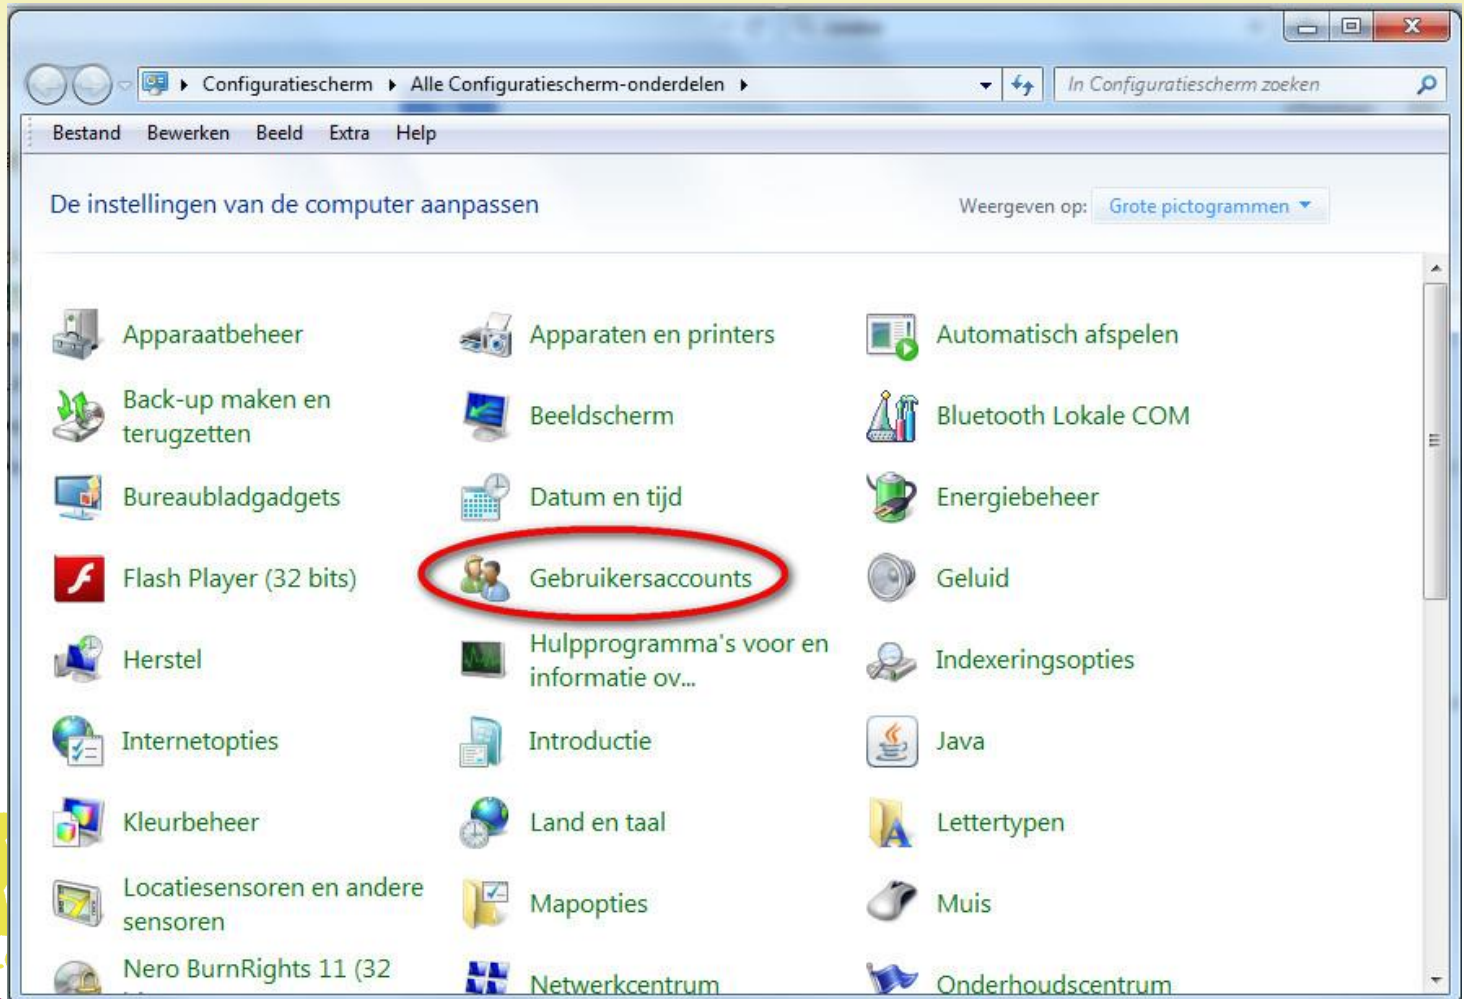 Configuratiescherm Alle Configuratiescherm-onderdelen
In Configuratiescherm zoeken
Bestand Bewerken Beeld Extra Help
De instellingen van de computer aanpassen
Weergeven op: Grote pictogrammen
Apparaatbeheer
Apparaten en printers
Automatisch afspelen
Back-up maken en
terugzetten
Beeldscherm
Bluetooth Lokale COM
Bureaubladgadgets
Datum en tijd
Energiebeheer
Flash Player (32 bits)
Gebruikersaccounts
Geluid
Herstel
Hulpprogramma's voor en
informatie ov...
Indexeringsopties
Internetopties
Introductie
Java
Kleurbeheer
Land en taal
Lettertypen
Locatiesensoren en andere
sensoren
Mapopties
Muis
Nero BurnRights 11 (32
Netwerkcentrum
Onderhoudscentrum